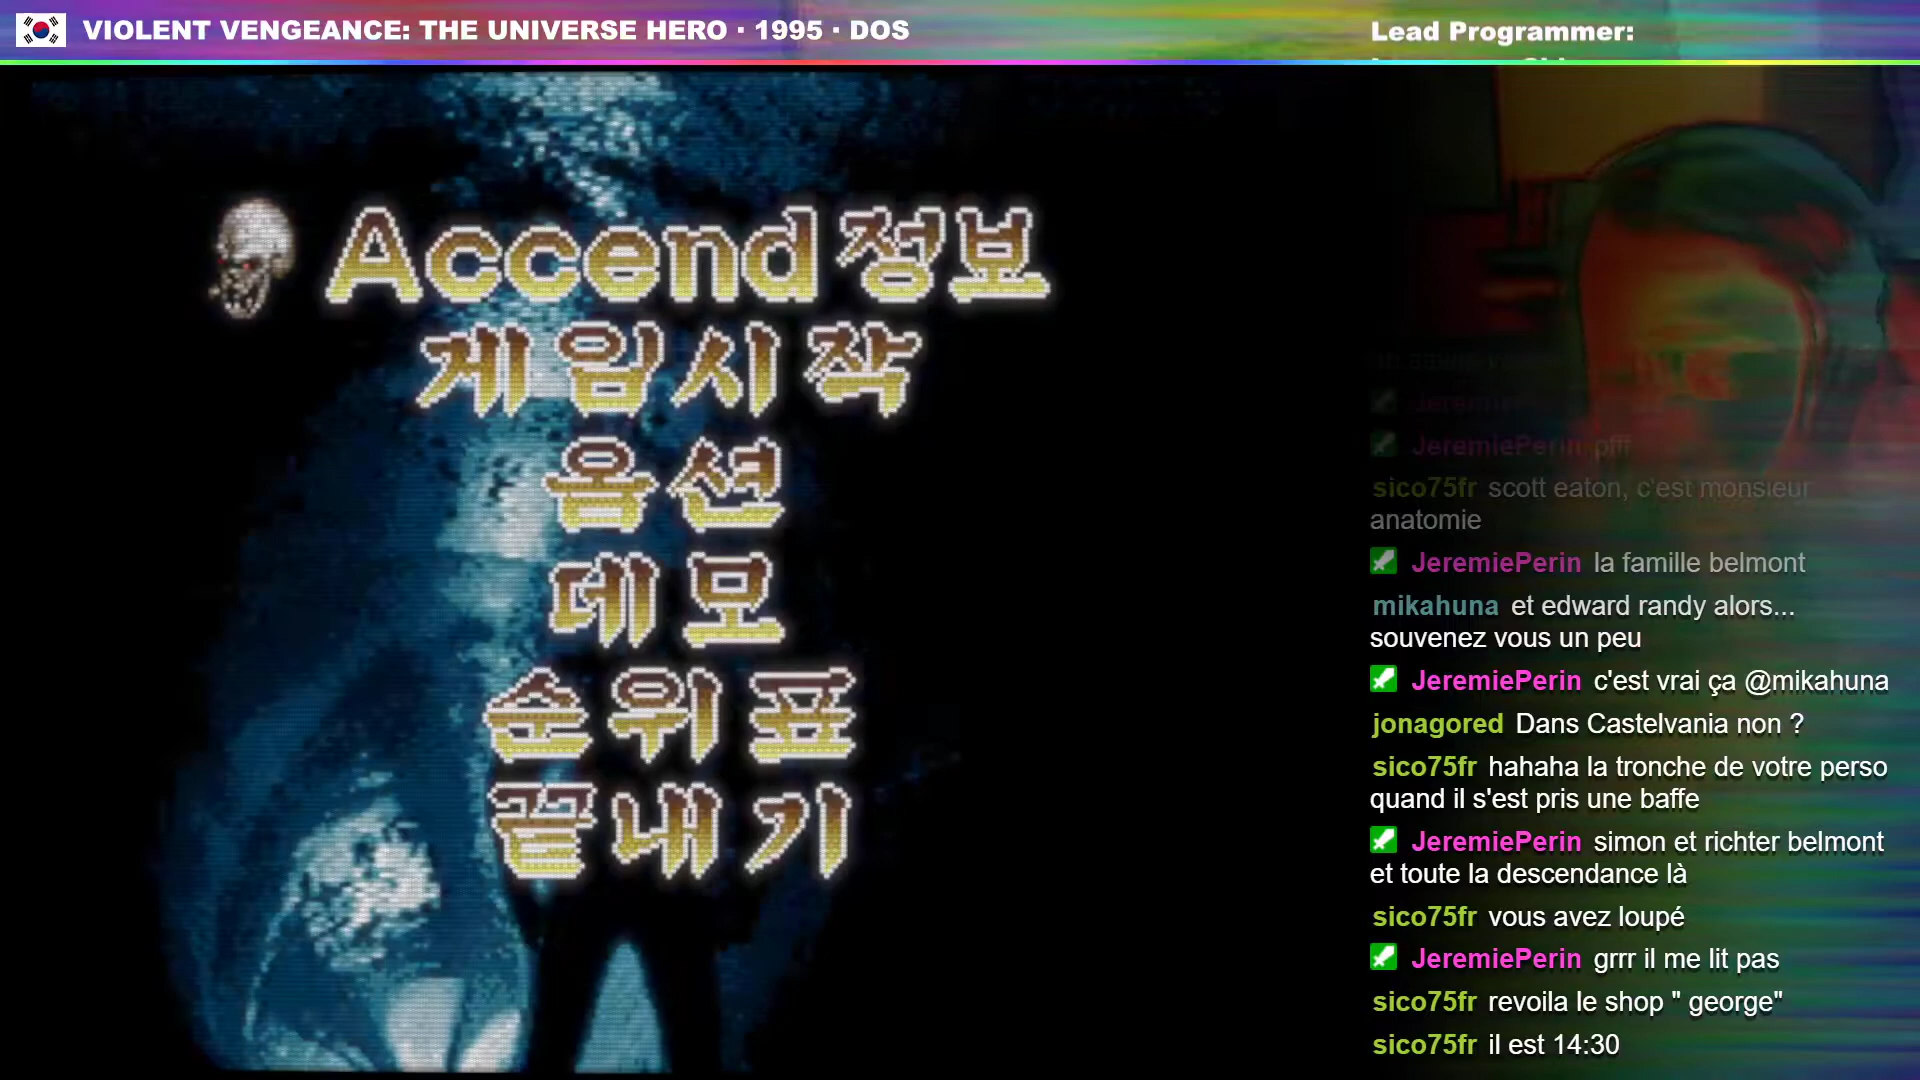 VIOLENT VENGEANCE: THE UNIVERSE HERO · 1995 · DOS
Lead Programmer:
Accend 정보
게임시작
옵션
데모
순위표
끝내기
JeremiePerin
JeremiePerin pfff
sico75fr scott eaton, c'est monsieur
anatomie
JeremiePerin la famille belmont
mikahuna et edward randy alors...
souvenez vous un peu
JeremiePerin c'est vrai ça @mikahuna
jonagored Dans Castelvania non ?
sico75fr hahaha la tronche de votre perso
quand il s'est pris une baffe
JeremiePerin simon et richter belmont
et toute la descendance là
sico75fr vous avez loupé
JeremiePerin grrr il me lit pas
sico75fr revoila le shop " george"
sico75fr il est 14:30